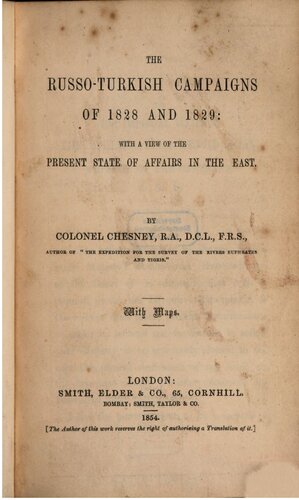 THE
RUSSO-TURKISH CAMPAIGNS
OF 1828 AND 1829:
WITH A VIEW OF THE
PRESENT STATE OF AFFAIRS IN THE EAST.
BY
COLONEL CHESNEY, R.A., D.C.L., F.R.S.,
AUTHOR OF "THE EXPEDITION FOR THE SURVEY OF THE RIVERS EUPHRATES
AND TIGRIS."
With Maps.
LONDON:
SMITH, ELDER & CO., 65, CORNHILL.
BOMBAY: SMITH, TAYLOR & CO.
1854.
[The Author of this work reserves the right of authorising a Translation of it.]